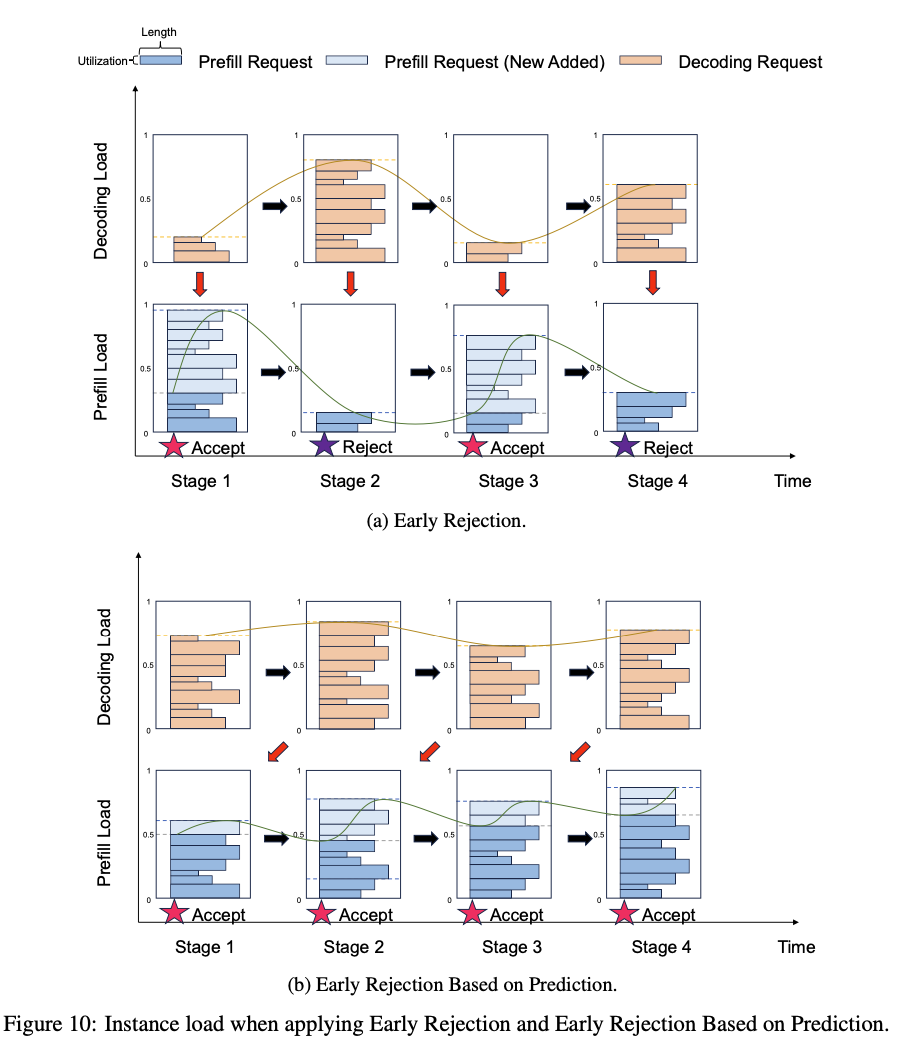 Length
Utilization
Prefill Request
Prefill Request (New Added)
Decoding Request
Decoding Load
1
0.5
0
1
0.5
0
1
0.5
0
1
0.5
0
Prefill Load
1
0.5
0
1
0.5
0
1
0.5
0
1
0.5
0
Accept
Reject
Accept
Reject
Stage 1
Stage 2
Stage 3
Stage 4
Time
(a) Early Rejection.
Decoding Load
1
0.5
0
1
0.5
0
1
0.5
0
1
0.5
0
Prefill Load
1
0.5
0
1
0.5
0
1
0.5
0
1
0.5
0
Accept
Accept
Accept
Accept
Stage 1
Stage 2
Stage 3
Stage 4
Time
(b) Early Rejection Based on Prediction.
Figure 10: Instance load when applying Early Rejection and Early Rejection Based on Prediction.